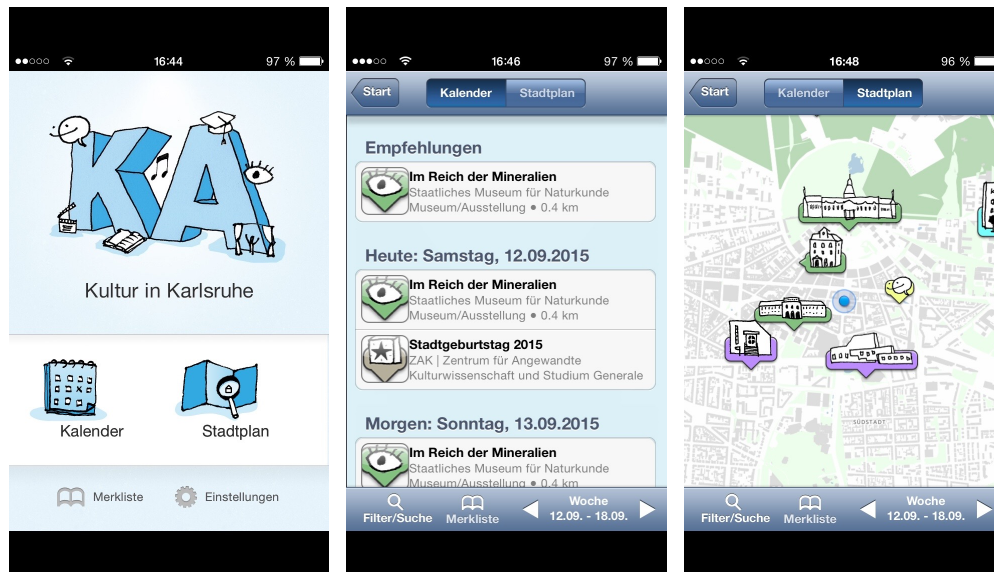 16:44
97 %
KA
Kultur in Karlsruhe
Kalender
Stadtplan
Merkliste
Einstellungen
16:46
97 %
Start
Kalender
Stadtplan
Empfehlungen
Im Reich der Mineralien
Staatliches Museum für Naturkunde
Museum/Ausstellung • 0.4 km
Heute: Samstag, 12.09.2015
Im Reich der Mineralien
Staatliches Museum für Naturkunde
Museum/Ausstellung • 0.4 km
Stadtgeburtstag 2015
ZAK | Zentrum für Angewandte
Kulturwissenschaft und Studium Generale
Morgen: Sonntag, 13.09.2015
Im Reich der Mineralien
Staatliches Museum für Naturkunde
Museum/Ausstellung • 0.4 km
Filter/Suche
Merkliste
Woche
12.09. - 18.09.
16:48
96 %
Start
Kalender
Stadtplan
SÜDSTADT
Filter/Suche
Merkliste
Woche
12.09. - 18.09.